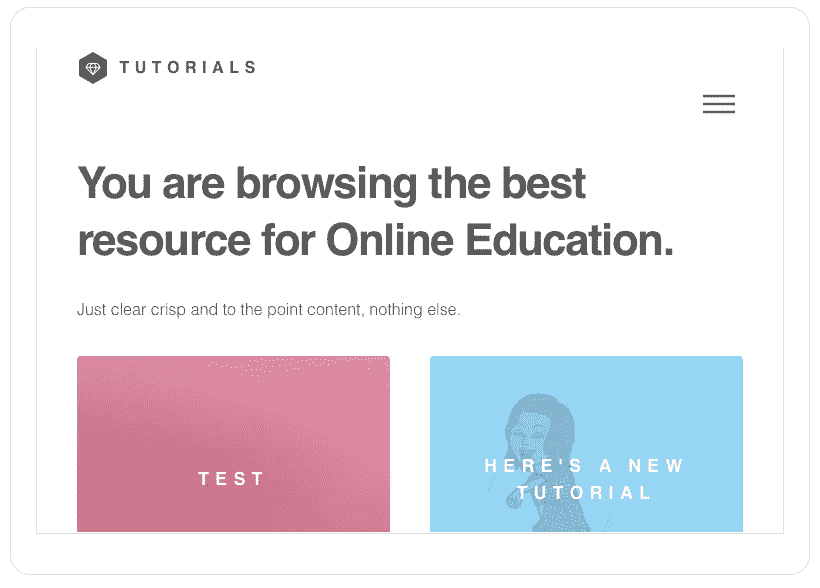 TUTORIALS
You are browsing the best
resource for Online Education.
Just clear crisp and to the point content, nothing else.
TEST
HERE'S A NEW
TUTORIAL